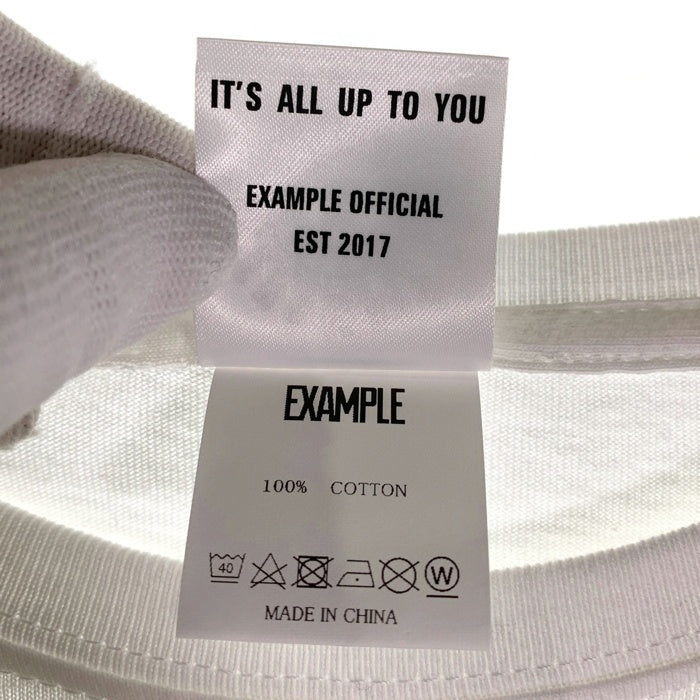 IT'S ALL UP TO YOU
EXAMPLE OFFICIAL
EST 2017
EXAMPLE
100% COTTON
40 W
MADE IN CHINA